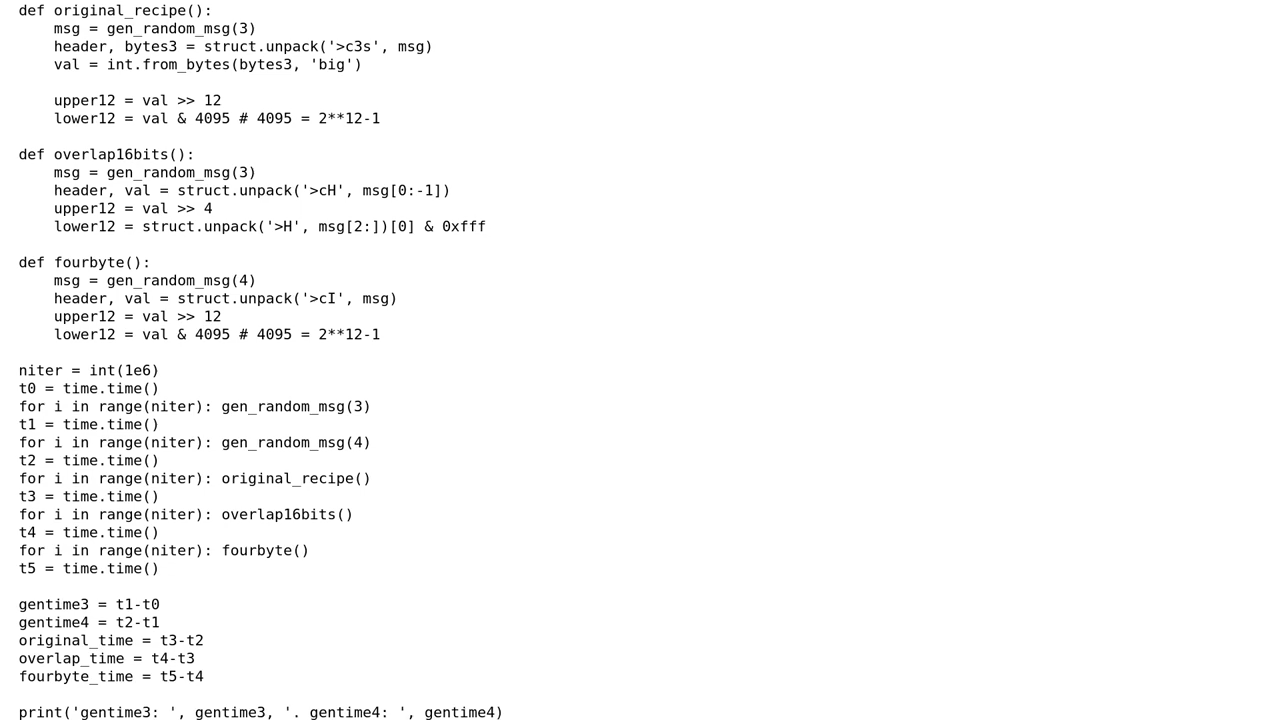 def original_recipe():
    msg = gen_random_msg(3)
    header, bytes3 = struct.unpack('>c3s', msg)
    val = int.from_bytes(bytes3, 'big')

    upper12 = val >> 12
    lower12 = val & 4095 # 4095 = 2**12-1

def overlap16bits():
    msg = gen_random_msg(3)
    header, val = struct.unpack('>cH', msg[0:-1])
    upper12 = val >> 4
    lower12 = struct.unpack('>H', msg[2:])[0] & 0xfff

def fourbyte():
    msg = gen_random_msg(4)
    header, val = struct.unpack('>cI', msg)
    upper12 = val >> 12
    lower12 = val & 4095 # 4095 = 2**12-1

niter = int(1e6)
t0 = time.time()
for i in range(niter): gen_random_msg(3)
t1 = time.time()
for i in range(niter): gen_random_msg(4)
t2 = time.time()
for i in range(niter): original_recipe()
t3 = time.time()
for i in range(niter): overlap16bits()
t4 = time.time()
for i in range(niter): fourbyte()
t5 = time.time()

gentime3 = t1-t0
gentime4 = t2-t1
original_time = t3-t2
overlap_time = t4-t3
fourbyte_time = t5-t4

print('gentime3: ', gentime3, '. gentime4: ', gentime4)